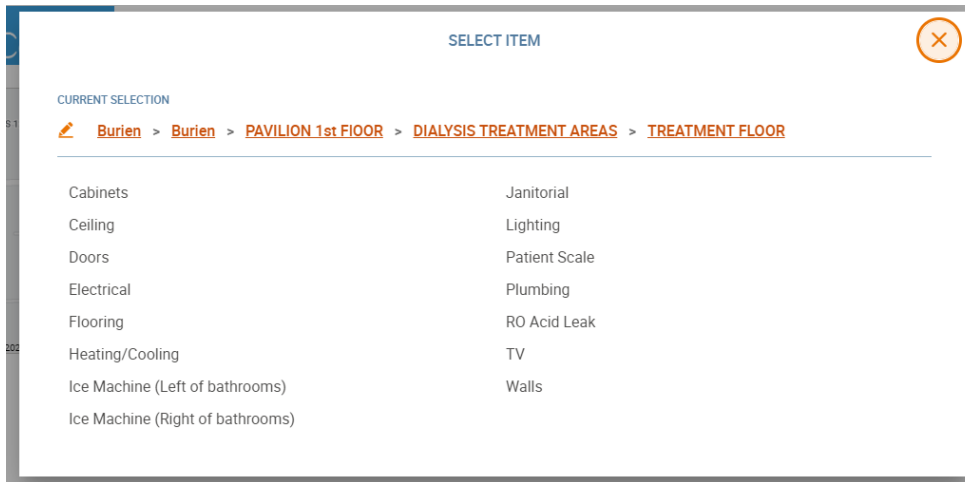 SELECT ITEM
CURRENT SELECTION
Burien > Burien > PAVILION 1st FlOOR > DIALYSIS TREATMENT AREAS > TREATMENT FLOOR
Cabinets
Ceiling
Doors
Electrical
Flooring
Heating/Cooling
Ice Machine (Left of bathrooms)
Ice Machine (Right of bathrooms)
Janitorial
Lighting
Patient Scale
Plumbing
RO Acid Leak
TV
Walls